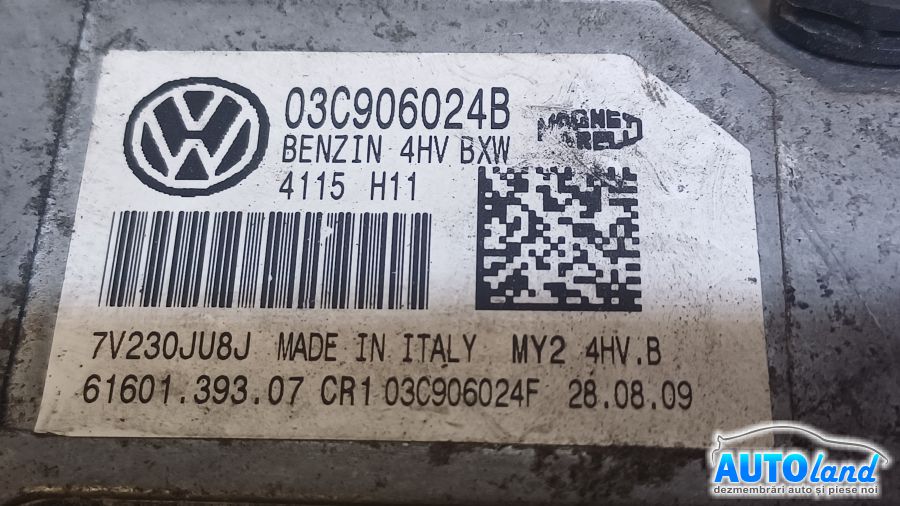 03C906024B
MAGNETI MARELLI
BENZIN 4HV BXW
4115 H11
7V230JU8J MADE IN ITALY MY2 4HV.B
61601.393.07 CR1 03C906024F 28.08.09
AUTOland
dezmembrări auto și piese noi